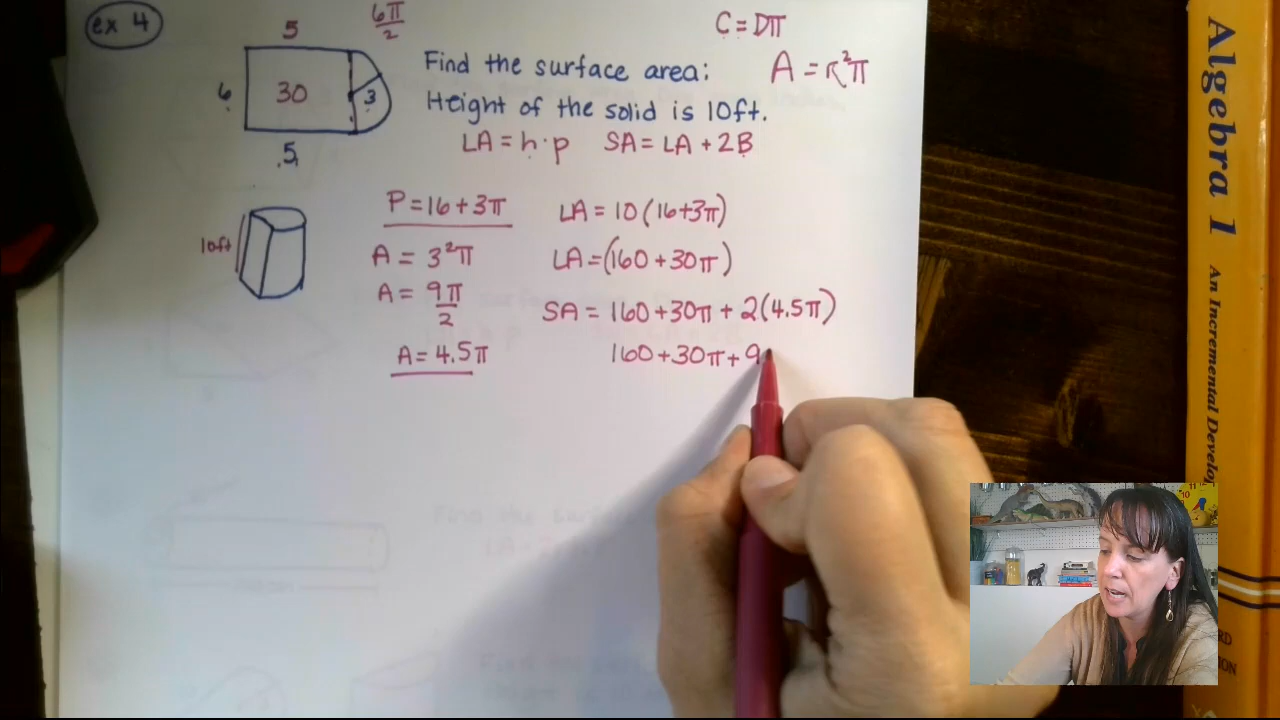 ex 4
5
6π/2
C = Dπ
6
30
3
5
Find the surface area:
A = r²π
Height of the solid is 10ft.
LA = h·p SA = LA + 2B
10ft
P = 16 + 3π
LA = 10(16+3π)
A = 3²π
LA = (160 + 30π)
A = 9π/2
SA = 160+30π + 2(4.5π)
A = 4.5π
160+30π+9
Algebra 1
An Incremental Develop